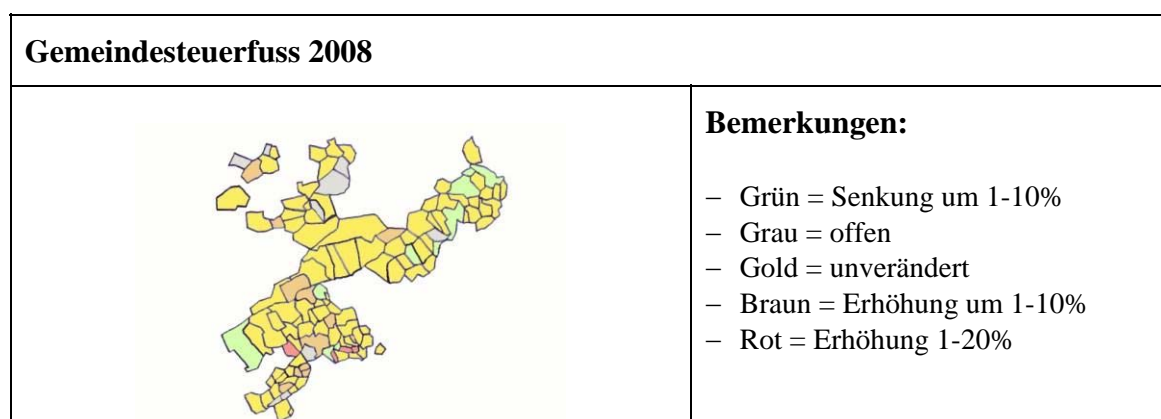 Gemeindesteuerfuss 2008
Bemerkungen:
– Grün = Senkung um 1-10%
– Grau = offen
– Gold = unverändert
– Braun = Erhöhung um 1-10%
– Rot = Erhöhung 1-20%